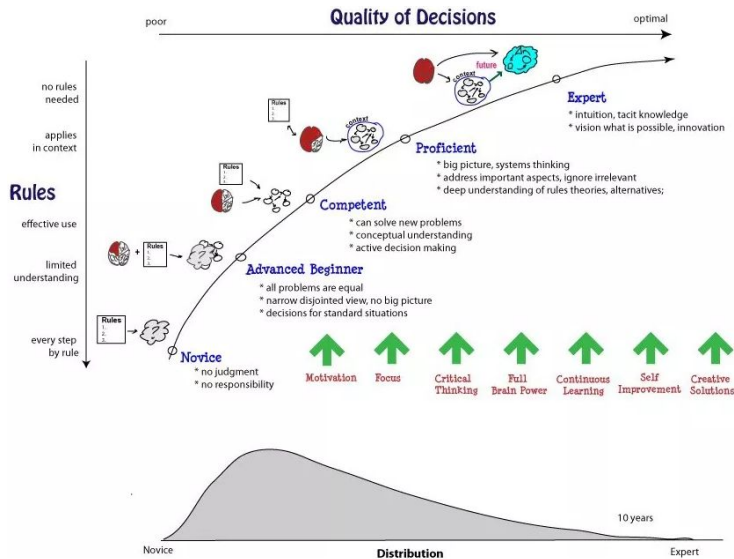 Quality of Decisions
poor
optimal
no rules
needed
applies
in context
Rules
effective use
limited
understanding
every step
by rule
future
context
Expert
* intuition, tacit knowledge
* vision what is possible, innovation
Rules
1.
2.
3.
context
Proficient
* big picture, systems thinking
* address important aspects, ignore irrelevant
* deep understanding of rules theories, alternatives;
Rules
1.
2.
3.
Competent
* can solve new problems
* conceptual understanding
* active decision making
+
Rules
1.
2.
3.
Advanced Beginner
* all problems are equal
* narrow disjointed view, no big picture
* decisions for standard situations
Rules
1.
2.
3.
Novice
* no judgment
* no responsibility
Motivation
Focus
Critical
Thinking
Full
Brain Power
Continuous
Learning
Self
Improvement
Creative
Solutions
10 years
Novice
Distribution
Expert